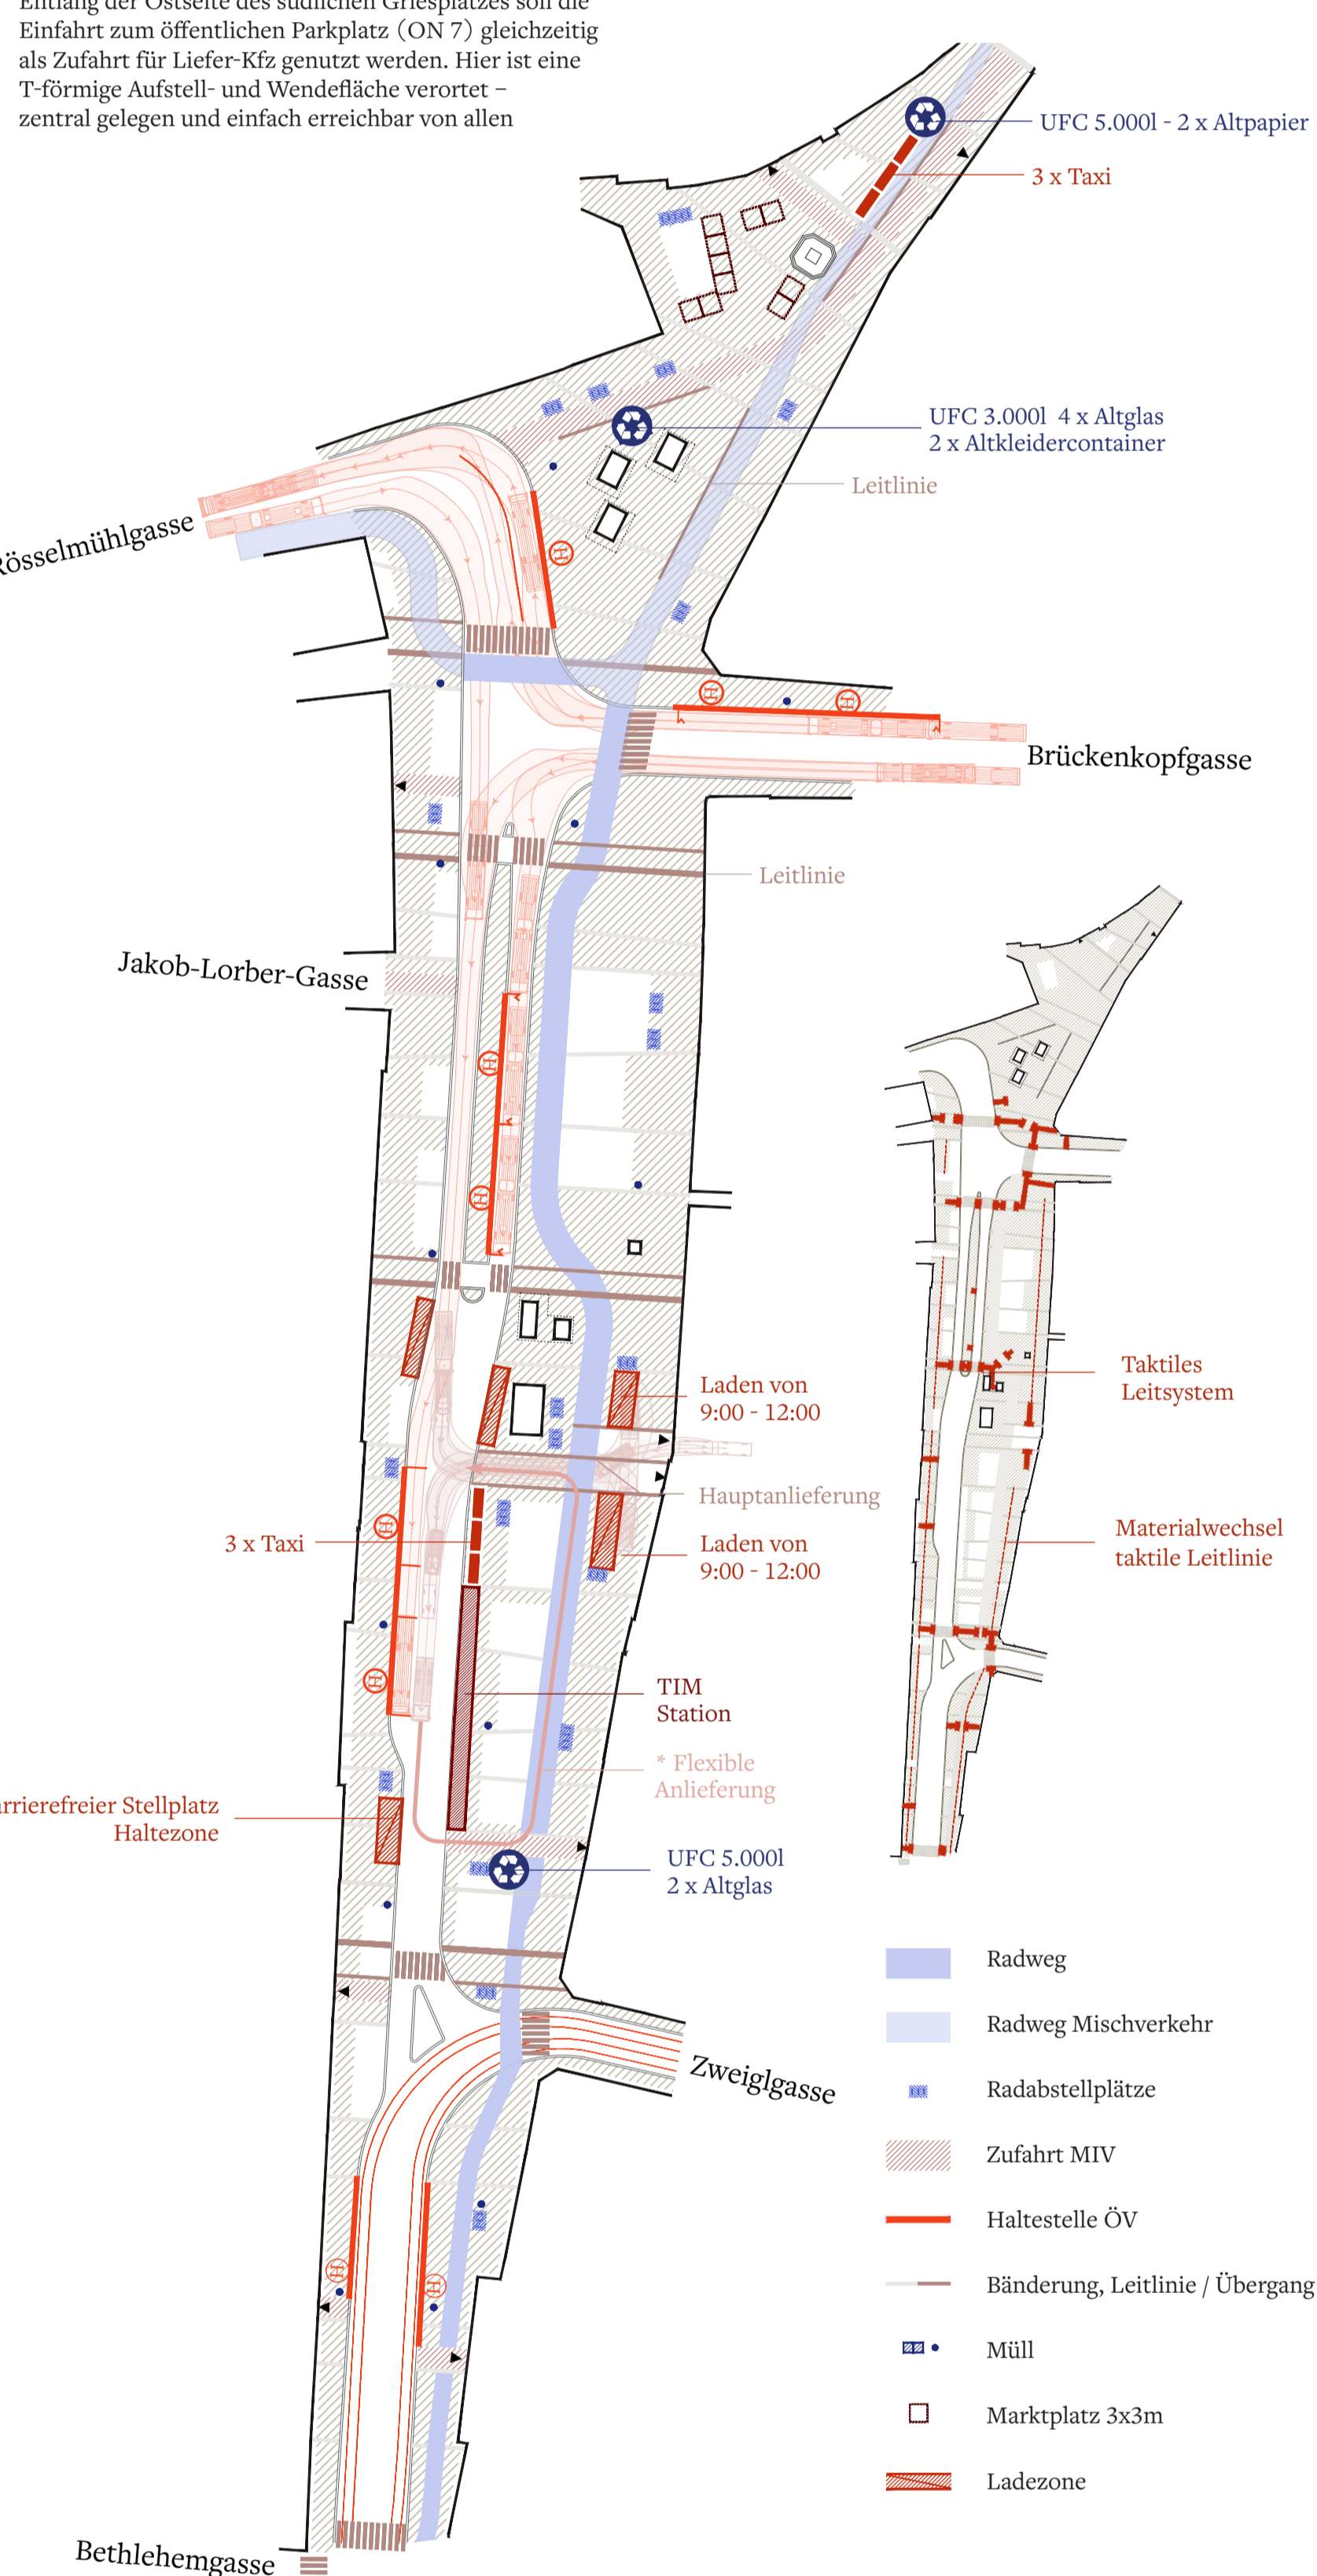 Entlang der Ostseite des südlichen Griesplatzes soll die
Einfahrt zum öffentlichen Parkplatz (ON 7) gleichzeitig
als Zufahrt für Liefer-Kfz genutzt werden. Hier ist eine
T-förmige Aufstell- und Wendefläche verortet –
zentral gelegen und einfach erreichbar von allen
UFC 5.000l - 2 x Altpapier
3 x Taxi
UFC 3.000l 4 x Altglas
2 x Altkleidercontainer
Leitlinie
Rösselmühlgasse
H
H
H
Brückenkopfgasse
Leitlinie
Jakob-Lorber-Gasse
H
H
Taktiles
Leitsystem
Laden von
9:00 - 12:00
Hauptanlieferung
3 x Taxi
H
Laden von
9:00 - 12:00
Materialwechsel
taktile Leitlinie
H
TIM
Station
* Flexible
Anlieferung
arrierefreier Stellplatz
Haltezone
UFC 5.000l
2 x Altglas
Zweiglgasse
H
H
Bethlehemgasse
Radweg
Radweg Mischverkehr
Radabstellplätze
Zufahrt MIV
Haltestelle ÖV
Bänderung, Leitlinie / Übergang
Müll
Marktplatz 3x3m
Ladezone